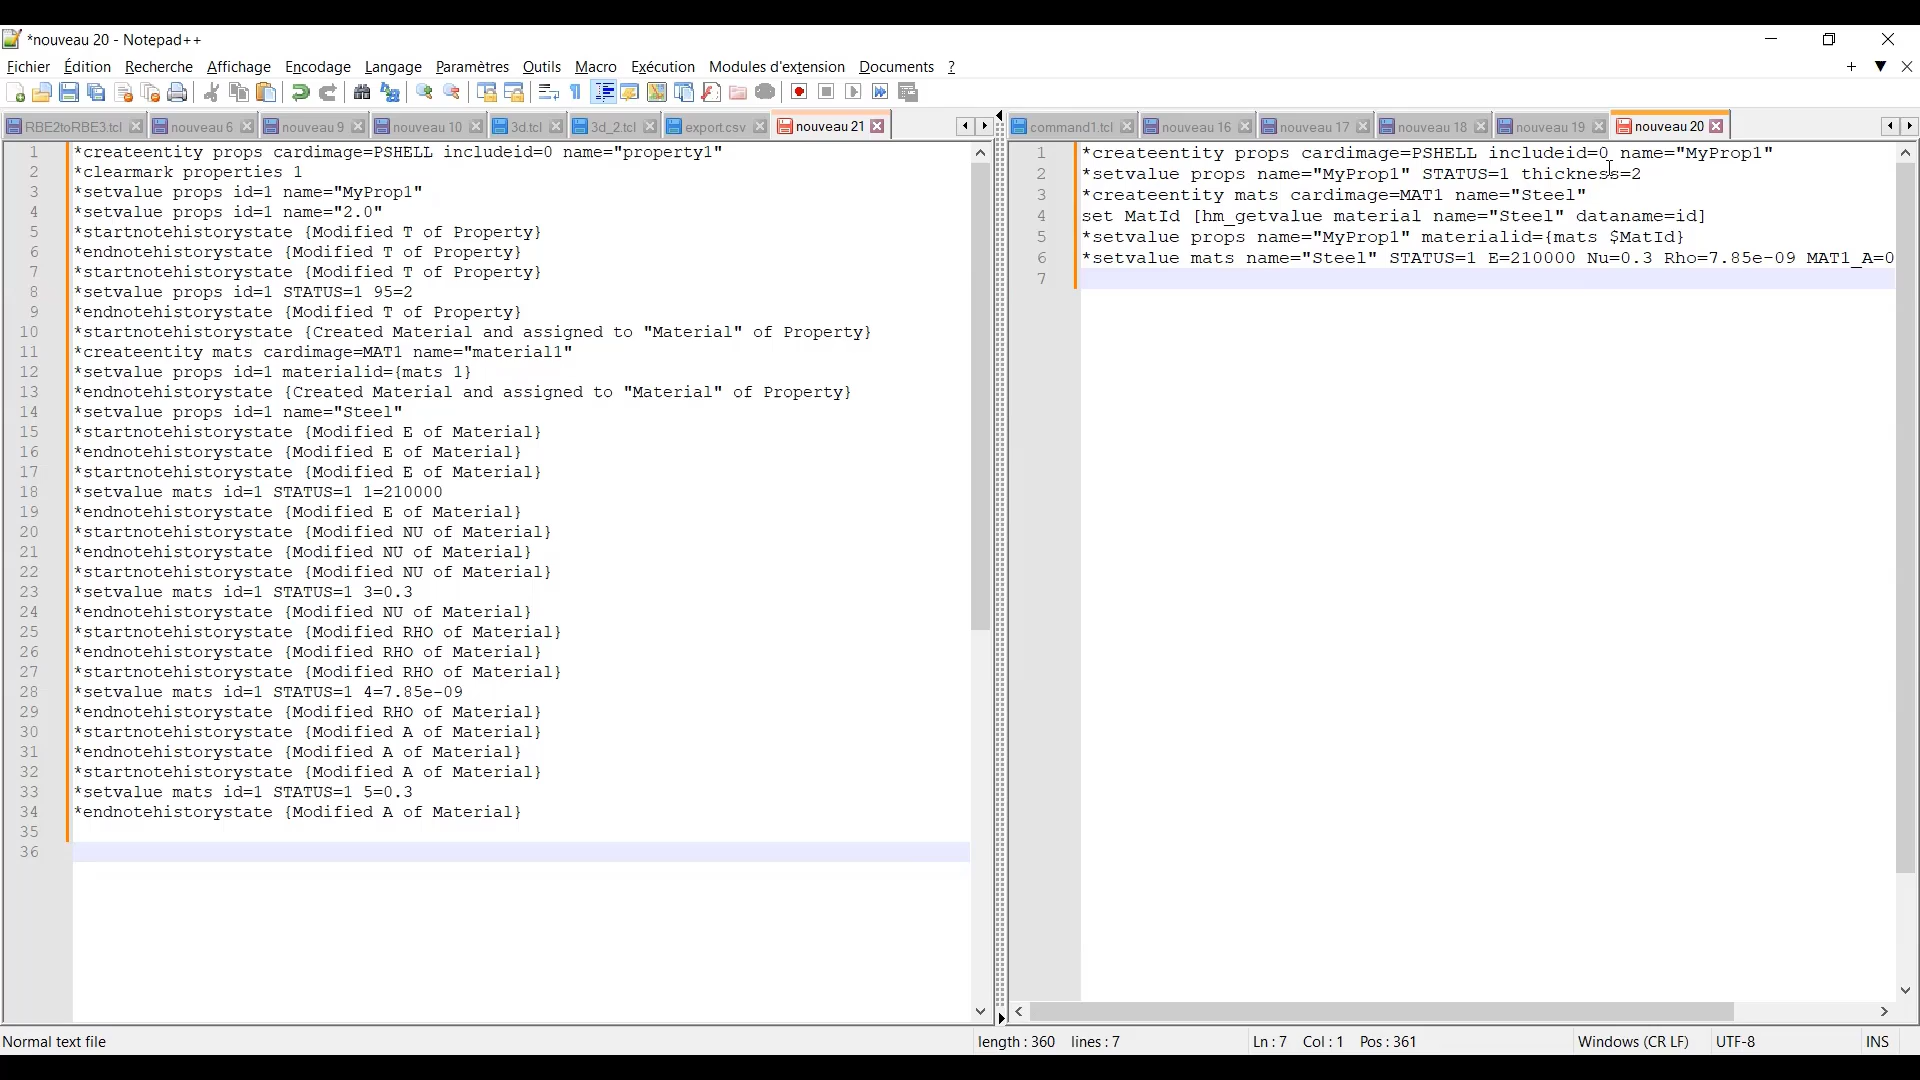 *nouveau 20 - Notepad++
Fichier Édition Recherche Affichage Encodage Langage Paramètres Outils Macro Exécution Modules d'extension Documents ?
RBE2toRBE3.tcl nouveau 6 nouveau 9 nouveau 10 3d.tcl 3d_2.tcl export.csv nouveau 21
1 *createentity props cardimage=PSHELL includeid=0 name="property1"
2 *clearmark properties 1
3 *setvalue props id=1 name="MyProp1"
4 *setvalue props id=1 name="2.0"
5 *startnotehistorystate {Modified T of Property}
6 *endnotehistorystate {Modified T of Property}
7 *startnotehistorystate {Modified T of Property}
8 *setvalue props id=1 STATUS=1 95=2
9 *endnotehistorystate {Modified T of Property}
10 *startnotehistorystate {Created Material and assigned to "Material" of Property}
11 *createentity mats cardimage=MAT1 name="material1"
12 *setvalue props id=1 materialid={mats 1}
13 *endnotehistorystate {Created Material and assigned to "Material" of Property}
14 *setvalue props id=1 name="Steel"
15 *startnotehistorystate {Modified E of Material}
16 *endnotehistorystate {Modified E of Material}
17 *startnotehistorystate {Modified E of Material}
18 *setvalue mats id=1 STATUS=1 1=210000
19 *endnotehistorystate {Modified E of Material}
20 *startnotehistorystate {Modified NU of Material}
21 *endnotehistorystate {Modified NU of Material}
22 *startnotehistorystate {Modified NU of Material}
23 *setvalue mats id=1 STATUS=1 3=0.3
24 *endnotehistorystate {Modified NU of Material}
25 *startnotehistorystate {Modified RHO of Material}
26 *endnotehistorystate {Modified RHO of Material}
27 *startnotehistorystate {Modified RHO of Material}
28 *setvalue mats id=1 STATUS=1 4=7.85e-09
29 *endnotehistorystate {Modified RHO of Material}
30 *startnotehistorystate {Modified A of Material}
31 *endnotehistorystate {Modified A of Material}
32 *startnotehistorystate {Modified A of Material}
33 *setvalue mats id=1 STATUS=1 5=0.3
34 *endnotehistorystate {Modified A of Material}
35
36
command1.tcl nouveau 16 nouveau 17 nouveau 18 nouveau 19 nouveau 20
1 *createentity props cardimage=PSHELL includeid=0 name="MyProp1"
2 *setvalue props name="MyProp1" STATUS=1 thickness=2
3 *createentity mats cardimage=MAT1 name="Steel"
4 set MatId [hm_getvalue material name="Steel" dataname=id]
5 *setvalue props name="MyProp1" materialid={mats $MatId}
6 *setvalue mats name="Steel" STATUS=1 E=210000 Nu=0.3 Rho=7.85e-09 MAT1_A=0
7
Normal text file length : 360 lines : 7 Ln : 7 Col : 1 Pos : 361 Windows (CR LF) UTF-8 INS